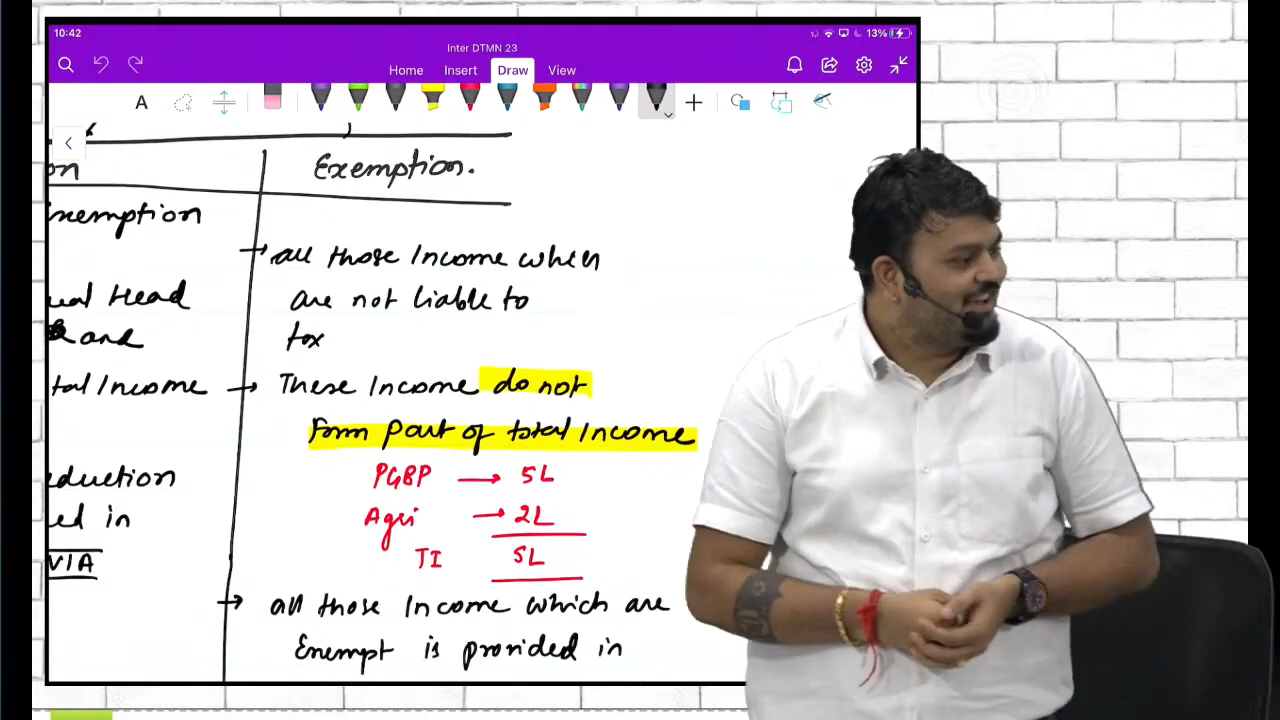 10:42
13%
Inter DTMN 23
Home Insert Draw View
A
on
Exemption.
xemption
→ all those Income which
are not liable to
tax
ual Head
and
tal Income
→ These Income do not
form part of total Income
PGBP → 5L
Agri → 2L
TI 5L
eduction
ed in
VIA
→ all those Income which are
Exempt is provided in